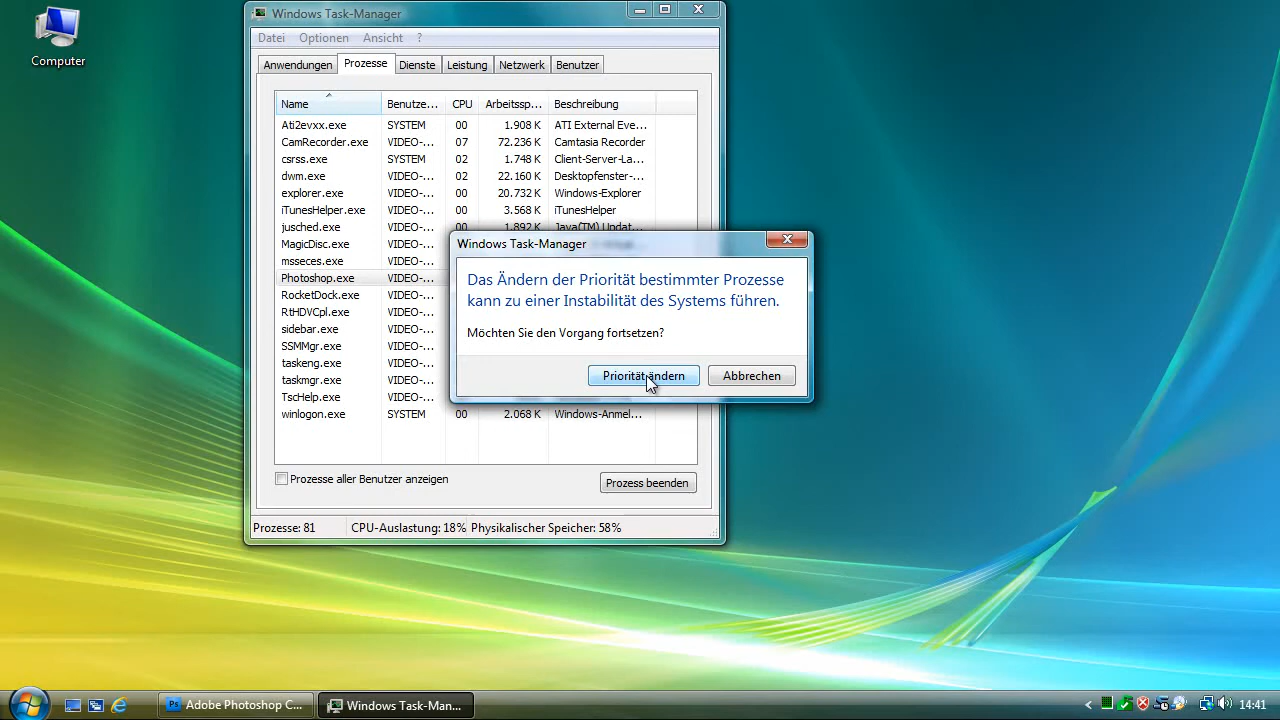 Computer
Windows Task-Manager
Datei Optionen Ansicht ?
Anwendungen Prozesse Dienste Leistung Netzwerk Benutzer
Name Benutze... CPU Arbeitssp... Beschreibung
Ati2evxx.exe SYSTEM 00 1.908 K ATI External Eve...
CamRecorder.exe VIDEO-... 07 72.236 K Camtasia Recorder
csrss.exe SYSTEM 02 1.748 K Client-Server-La...
dwm.exe VIDEO-... 02 22.160 K Desktopfenster-...
explorer.exe VIDEO-... 00 20.732 K Windows-Explorer
iTunesHelper.exe VIDEO-... 00 3.568 K iTunesHelper
jusched.exe VIDEO-... 00 1.892 K Java(TM) Updat...
MagicDisc.exe VIDEO-...
msseces.exe VIDEO-...
Photoshop.exe VIDEO-...
RocketDock.exe VIDEO-...
RtHDVCpl.exe VIDEO-...
sidebar.exe VIDEO-...
SSMMgr.exe VIDEO-...
taskeng.exe VIDEO-...
taskmgr.exe VIDEO-...
TscHelp.exe VIDEO-...
winlogon.exe SYSTEM 00 2.068 K Windows-Anmel...
Windows Task-Manager
Das Ändern der Priorität bestimmter Prozesse
kann zu einer Instabilität des Systems führen.
Möchten Sie den Vorgang fortsetzen?
Priorität ändern Abbrechen
Prozesse aller Benutzer anzeigen
Prozess beenden
Prozesse: 81 CPU-Auslastung: 18% Physikalischer Speicher: 58%
Adobe Photoshop C... Windows Task-Man... 14:41